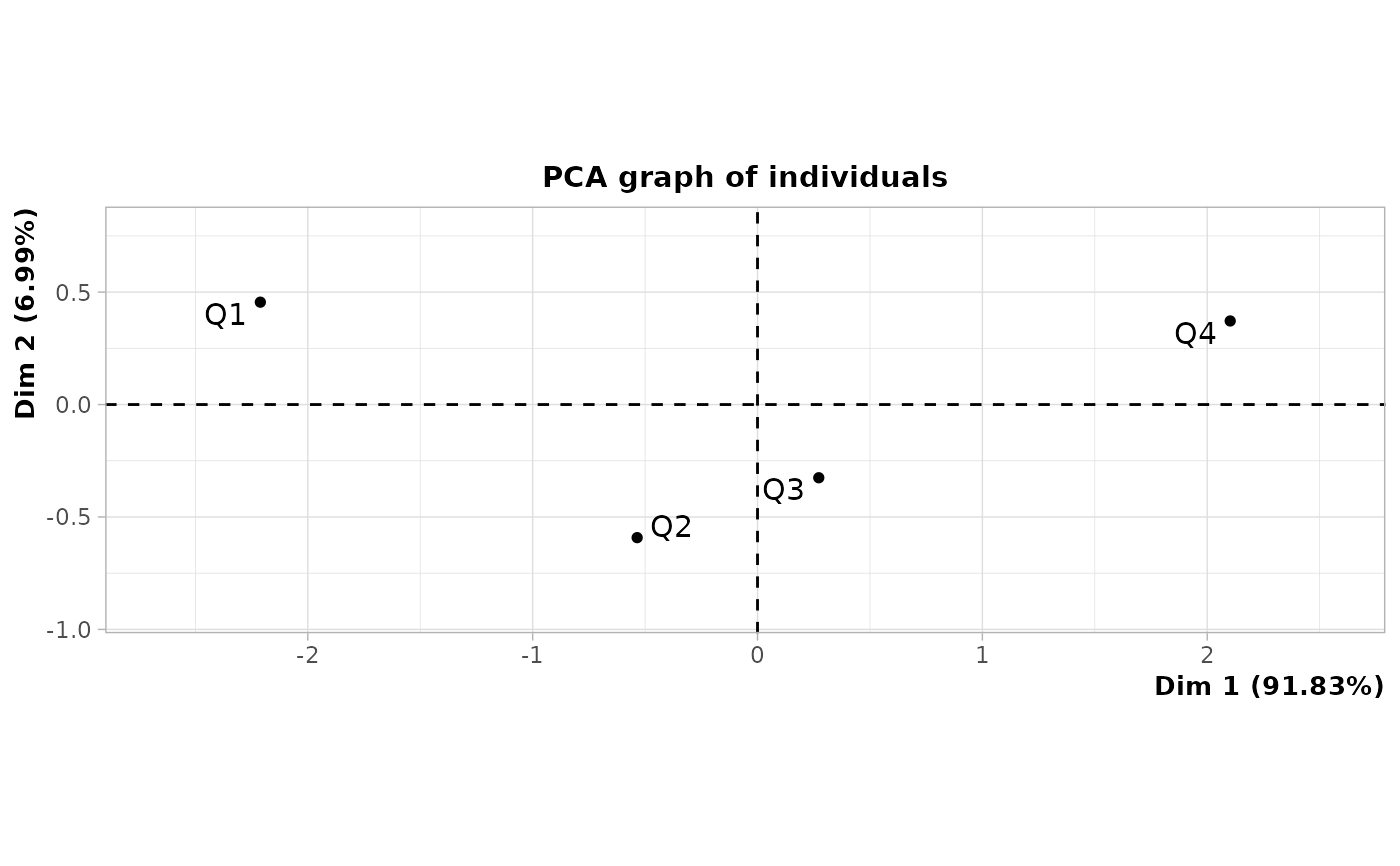 PCA graph of individuals
Dim 2 (6.99%)
0.5
0.0
-0.5
-1.0
Q1
Q4
Q3
Q2
-2
-1
0
1
2
Dim 1 (91.83%)